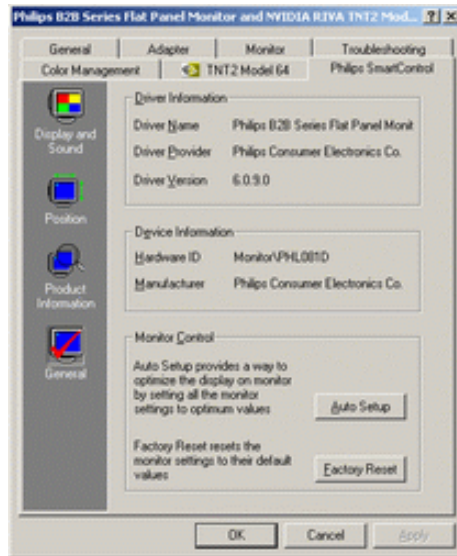 Philips B2B Series Flat Panel Monitor and NVIDIA RIVA TNT2 Mod...
General Adapter Monitor Troubleshooting
Color Management TNT2 Model 64 Philips SmartControl
Display and
Sound
Position
Product
Information
General
Driver Information
Driver Name Philips B2B Series Flat Panel Monit
Driver Provider Philips Consumer Electronics Co.
Driver Version 6.0.9.0
Device Information
Hardware ID Monitor\PHL081D
Manufacturer Philips Consumer Electronics Co.
Monitor Control
Auto Setup provides a way to
optimize the display on monitor
by setting all the monitor
settings to optimum values
Auto Setup
Factory Reset resets the
monitor settings to their default
values
Factory Reset
OK Cancel Apply